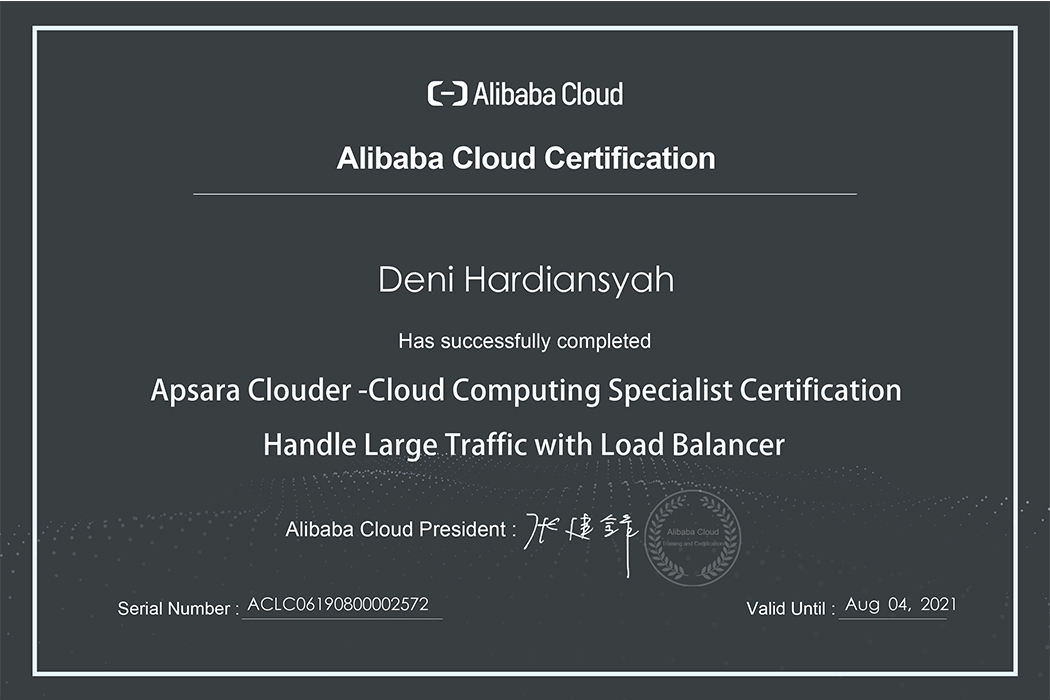 Alibaba Cloud
Alibaba Cloud Certification
Deni Hardiansyah
Has successfully completed
Apsara Clouder -Cloud Computing Specialist Certification
Handle Large Traffic with Load Balancer
Alibaba Cloud President : 张建锋
Alibaba Cloud
Training and Certification
Serial Number : ACLC06190800002572
Valid Until : Aug 04, 2021